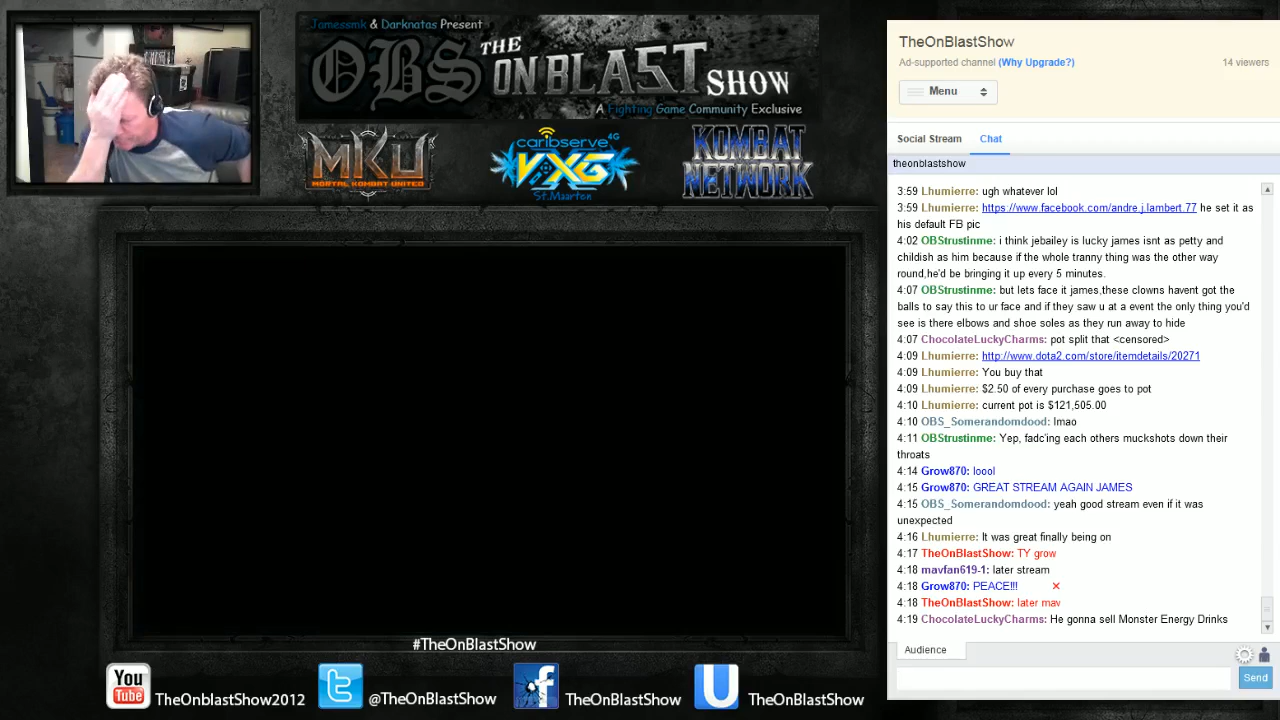 Jamessmk & Darknatas Present
OBS THE ON BLAST SHOW
A Fighting Game Community Exclusive
MKU
MORTAL KOMBAT UNITED
caribserve 4G
VXG
St.Maarten
KOMBAT
NETWORK
#TheOnBlastShow
You Tube TheOnblastShow2012
@TheOnBlastShow
TheOnBlastShow
U TheOnBlastShow
TheOnBlastShow
Ad-supported channel (Why Upgrade?) 14 viewers
Menu
Social Stream Chat
theonblastshow
3:59 Lhumierre: ugh whatever lol
3:59 Lhumierre: https://www.facebook.com/andre.j.lambert.77 he set it as
his default FB pic
4:02 OBStrustinme: i think jebailey is lucky james isnt as petty and
childish as him because if the whole tranny thing was the other way
round,he'd be bringing it up every 5 minutes.
4:07 OBStrustinme: but lets face it james,these clowns havent got the
balls to say this to ur face and if they saw u at a event the only thing you'd
see is there elbows and shoe soles as they run away to hide
4:07 ChocolateLuckyCharms: pot split that <censored>
4:09 Lhumierre: http://www.dota2.com/store/itemdetails/20271
4:09 Lhumierre: You buy that
4:09 Lhumierre: $2.50 of every purchase goes to pot
4:10 Lhumierre: current pot is $121,505.00
4:10 OBS_Somerandomdood: lmao
4:11 OBStrustinme: Yep, fadc'ing each others muckshots down their
throats
4:14 Grow870: loool
4:15 Grow870: GREAT STREAM AGAIN JAMES
4:15 OBS_Somerandomdood: yeah good stream even if it was
unexpected
4:16 Lhumierre: It was great finally being on
4:17 TheOnBlastShow: TY grow
4:18 mavfan619-1: later stream
4:18 Grow870: PEACE!!!
4:18 TheOnBlastShow: later mav
4:19 ChocolateLuckyCharms: He gonna sell Monster Energy Drinks
Audience
Send